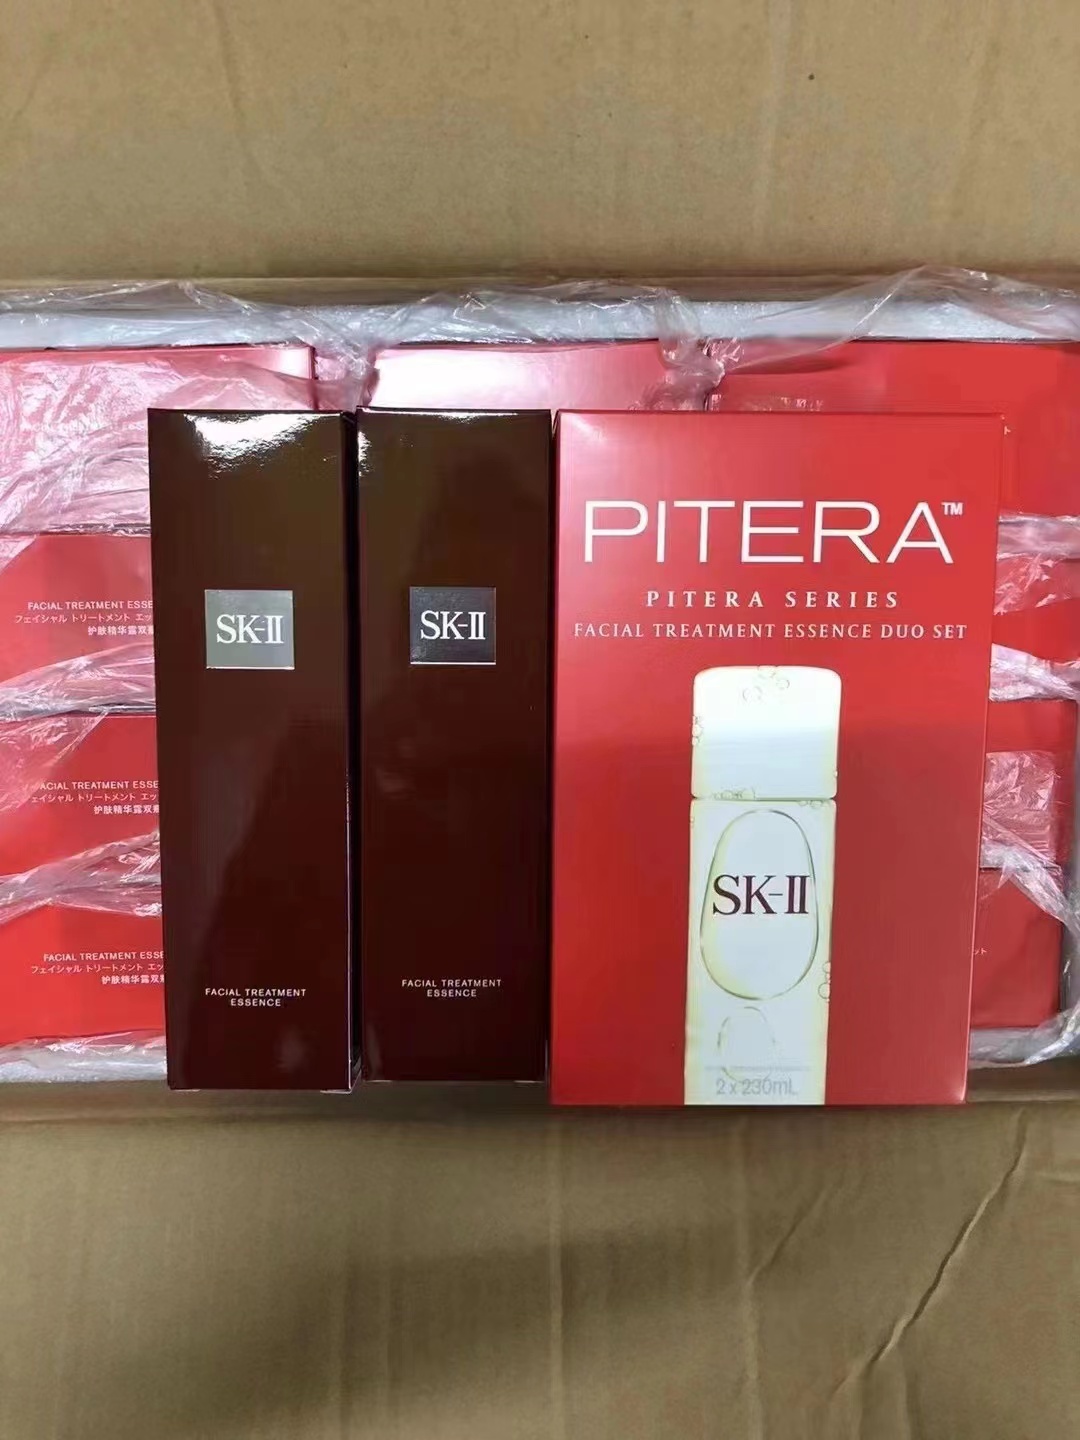 PITERA™
PITERA SERIES
FACIAL TREATMENT ESSENCE DUO SET
SK-II
2 x 230mL
SK-II
FACIAL TREATMENT
ESSENCE
SK-II
FACIAL TREATMENT
ESSENCE
FACIAL TREATMENT ESSE
フェイシャル トリートメント エッ
护肤精华露双
ACIAL TREATMENT ESSE
ェイシャル トリートメント エッ
护肤精华露双
FACIAL TREATMENT ESSE
フェイシャル トリートメント エッ
护肤精华露双